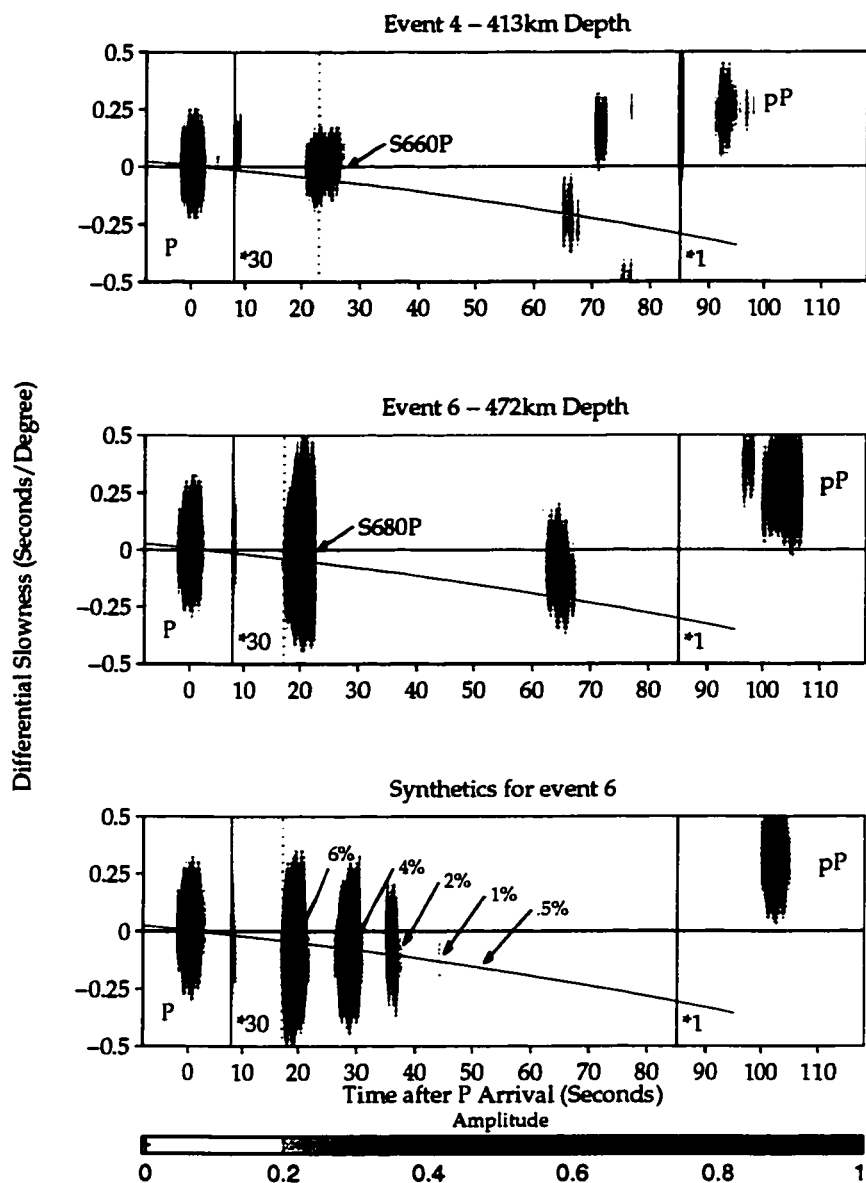 Event 4 – 413km Depth
0.5
0.25
0
−0.25
−0.5
S660P
pP
P
*30
*1
0 10 20 30 40 50 60 70 80 90 100 110
Differential Slowness (Seconds/Degree)
Event 6 – 472km Depth
0.5
0.25
0
−0.25
−0.5
S680P
pP
P
*30
*1
0 10 20 30 40 50 60 70 80 90 100 110
Synthetics for event 6
0.5
0.25
0
−0.25
−0.5
6%
4%
2%
1%
.5%
pP
P
*30
*1
0 10 20 30 40 50 60 70 80 90 100 110
Time after P Arrival (Seconds)
Amplitude
0 0.2 0.4 0.6 0.8 1